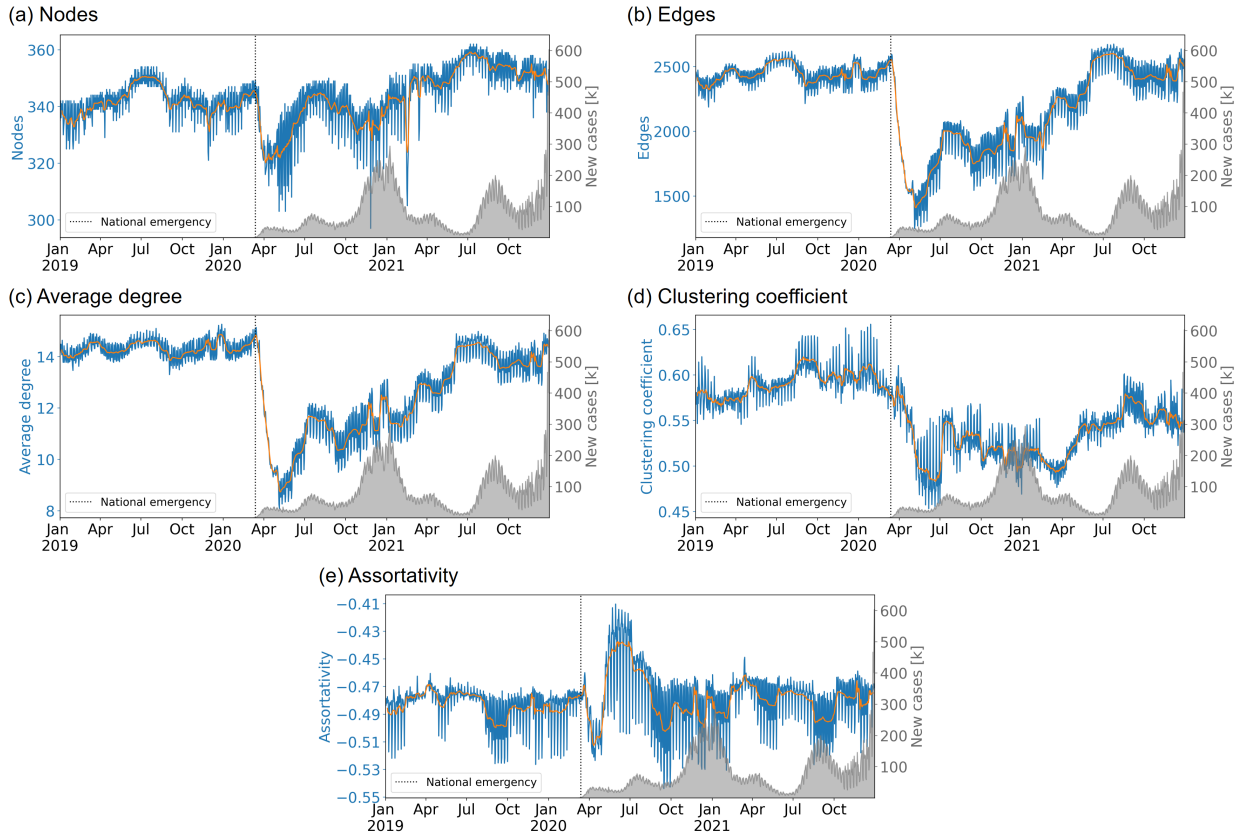 (a) Nodes
360
340
320
300
Nodes
600
500
400
300
200
100
New cases [k]
National emergency
Jan Apr Jul Oct Jan Apr Jul Oct Jan Apr Jul Oct
2019 2020 2021
(b) Edges
2500
2000
1500
Edges
600
500
400
300
200
100
New cases [k]
National emergency
Jan Apr Jul Oct Jan Apr Jul Oct Jan Apr Jul Oct
2019 2020 2021
(c) Average degree
14
12
10
8
Average degree
600
500
400
300
200
100
New cases [k]
National emergency
Jan Apr Jul Oct Jan Apr Jul Oct Jan Apr Jul Oct
2019 2020 2021
(d) Clustering coefficient
0.65
0.60
0.55
0.50
0.45
Clustering coefficient
600
500
400
300
200
100
New cases [k]
National emergency
Jan Apr Jul Oct Jan Apr Jul Oct Jan Apr Jul Oct
2019 2020 2021
(e) Assortativity
−0.41
−0.43
−0.45
−0.47
−0.49
−0.51
−0.53
−0.55
Assortativity
600
500
400
300
200
100
New cases [k]
National emergency
Jan Apr Jul Oct Jan Apr Jul Oct Jan Apr Jul Oct
2019 2020 2021